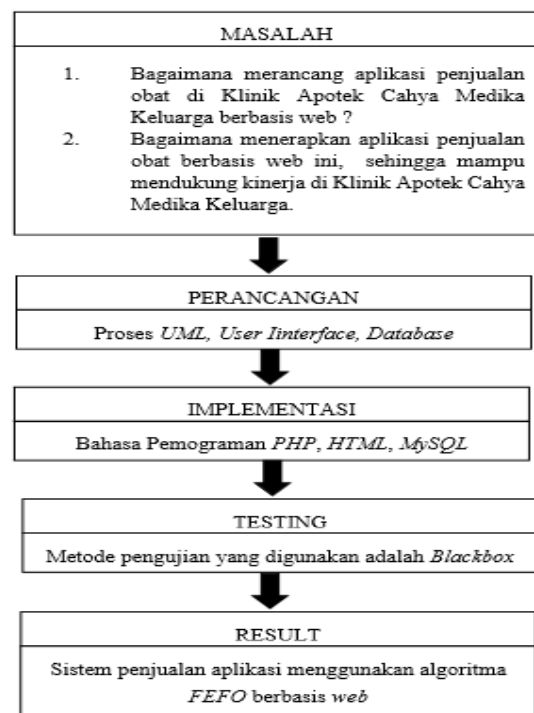 MASALAH
1. Bagaimana merancang aplikasi penjualan
obat di Klinik Apotek Cahya Medika
Keluarga berbasis web ?
2. Bagaimana menerapkan aplikasi penjualan
obat berbasis web ini, sehingga mampu
mendukung kinerja di Klinik Apotek Cahya
Medika Keluarga.
PERANCANGAN
Proses UML, User Iinterface, Database
IMPLEMENTASI
Bahasa Pemograman PHP, HTML, MySQL
TESTING
Metode pengujian yang digunakan adalah Blackbox
RESULT
Sistem penjualan aplikasi menggunakan algoritma
FEFO berbasis web